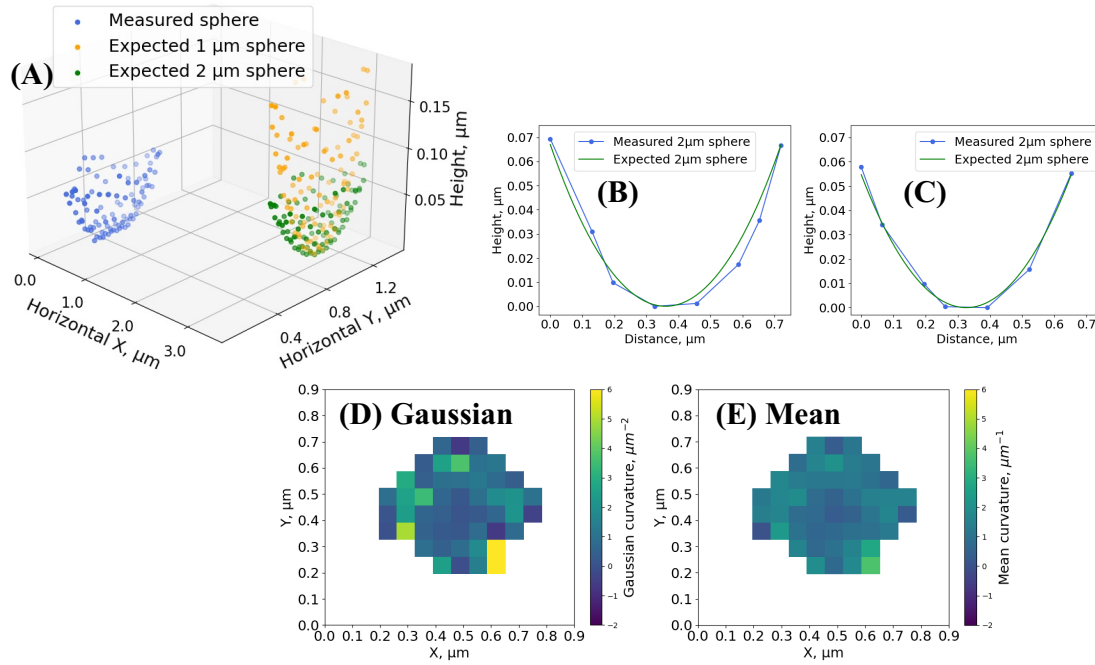 Measured sphere
Expected 1 μm sphere
Expected 2 μm sphere
(A)
0.15
0.10
0.05
Height, μm
0.0
1.0
2.0
3.0
Horizontal X, μm
0.4
0.8
1.2
Horizontal Y, μm
(B)
Measured 2μm sphere
Expected 2μm sphere
0.07
0.06
0.05
0.04
0.03
0.02
0.01
0.00
Height, μm
0.0 0.1 0.2 0.3 0.4 0.5 0.6 0.7
Distance, μm
(C)
Measured 2μm sphere
Expected 2μm sphere
0.07
0.06
0.05
0.04
0.03
0.02
0.01
0.00
Height, μm
0.0 0.1 0.2 0.3 0.4 0.5 0.6 0.7
Distance, μm
(D) Gaussian
0.9
0.8
0.7
0.6
0.5
0.4
0.3
0.2
0.1
0.0
Y, μm
0.0 0.1 0.2 0.3 0.4 0.5 0.6 0.7 0.8 0.9
X, μm
6
5
4
3
2
1
0
−1
−2
Gaussian curvature, μm⁻²
(E) Mean
0.9
0.8
0.7
0.6
0.5
0.4
0.3
0.2
0.1
0.0
Y, μm
0.0 0.1 0.2 0.3 0.4 0.5 0.6 0.7 0.8 0.9
X, μm
6
5
4
3
2
1
0
−1
−2
Mean curvature, μm⁻¹